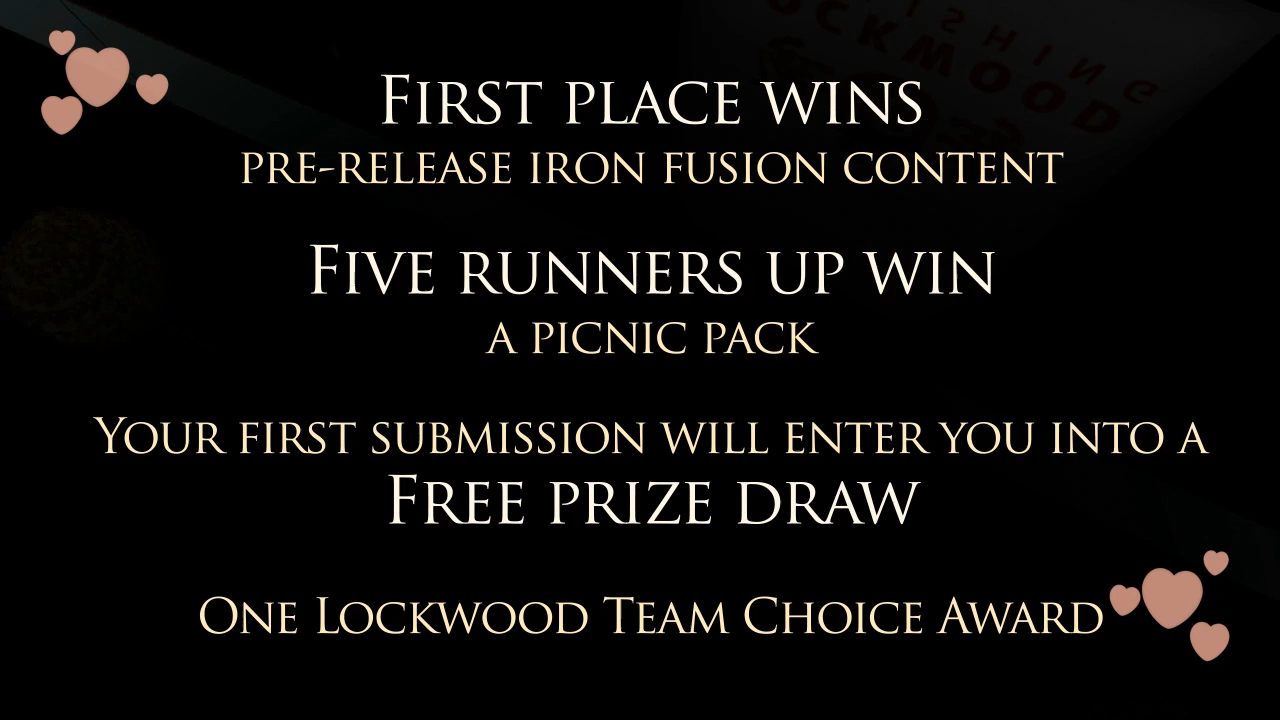 First place wins
pre-release Iron Fusion content
Five runners up win
a picnic pack
Your first submission will enter you into a
Free prize draw
One Lockwood Team Choice Award